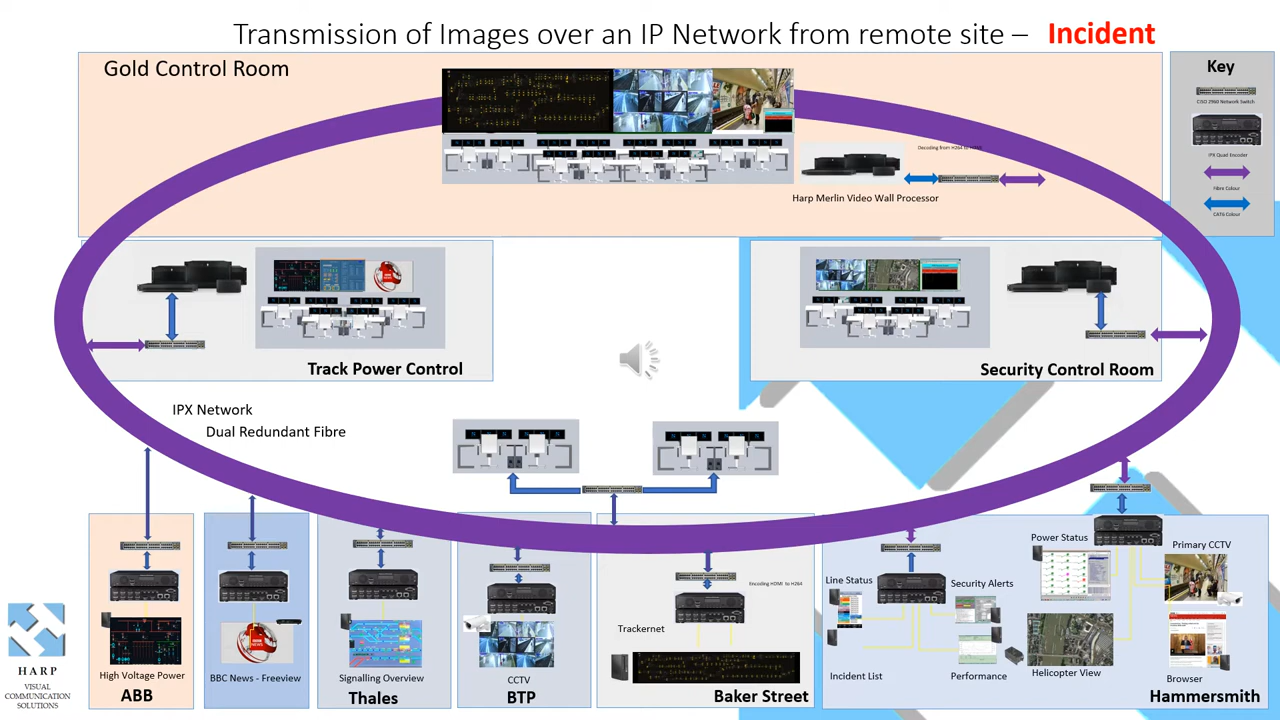 Transmission of Images over an IP Network from remote site – Incident
Gold Control Room
Key
CISO 2960 Network Switch
IPX Quad Encoder
Fibre Colour
CAT6 Colour
Decoding from H264 to
Harp Merlin Video Wall Processor
Track Power Control
Security Control Room
IPX Network
Dual Redundant Fibre
High Voltage Power
ABB
BBC News - Freeview
Signalling Overview
Thales
CCTV
BTP
Encoding HDMI to H264
Trackernet
Baker Street
Line Status
Security Alerts
Power Status
Primary CCTV
Incident List
Performance
Helicopter View
Browser
Hammersmith
HARP
VISUAL
COMMUNICATION
SOLUTIONS